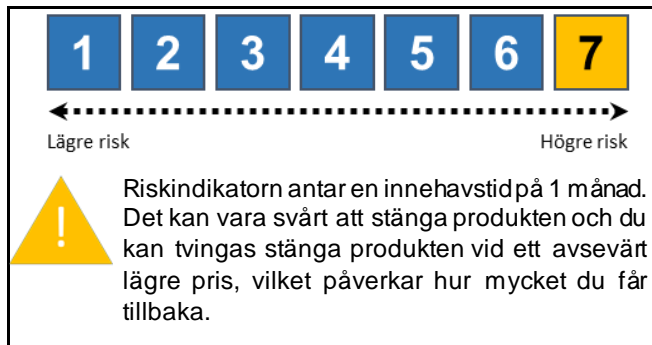 1 2 3 4 5 6 7
Lägre risk Högre risk
!
Riskindikatorn antar en innehavstid på 1 månad.
Det kan vara svårt att stänga produkten och du
kan tvingas stänga produkten vid ett avsevärt
lägre pris, vilket påverkar hur mycket du får
tillbaka.